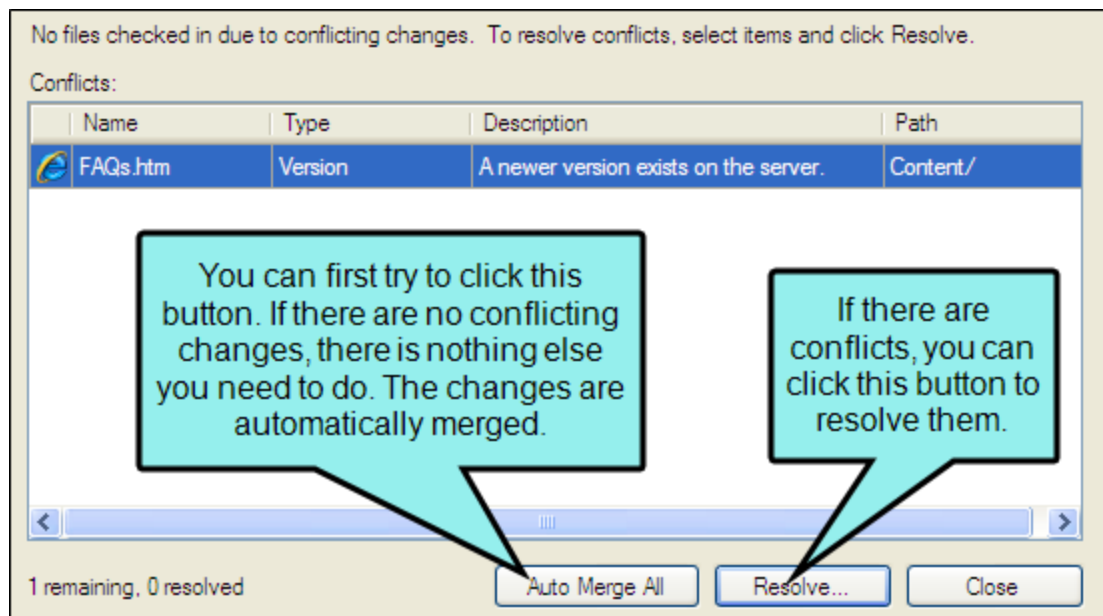 No files checked in due to conflicting changes.  To resolve conflicts, select items and click Resolve.
Conflicts:
Name Type Description Path
FAQs.htm Version A newer version exists on the server. Content/
You can first try to click this
button. If there are no conflicting
changes, there is nothing else
you need to do. The changes are
automatically merged.
If there are
conflicts, you can
click this button to
resolve them.
1 remaining, 0 resolved Auto Merge All Resolve... Close